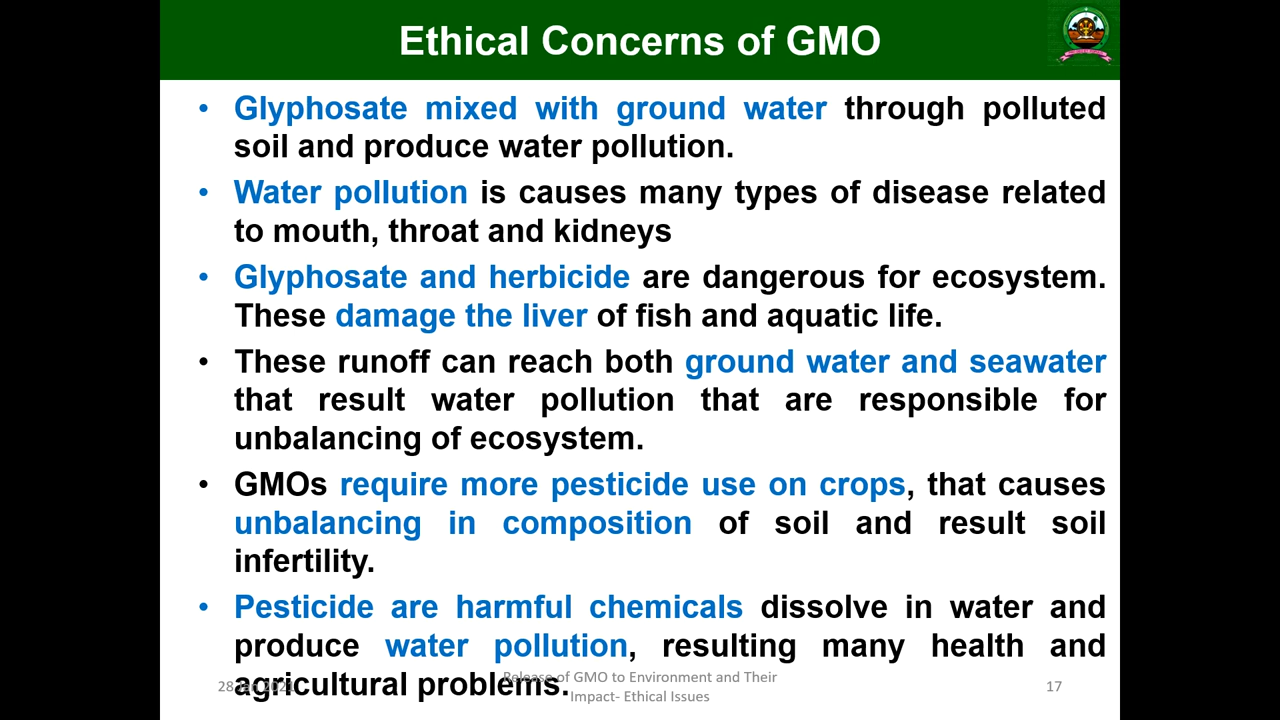 Ethical Concerns of GMO
• Glyphosate mixed with ground water through polluted
soil and produce water pollution.
• Water pollution is causes many types of disease related
to mouth, throat and kidneys
• Glyphosate and herbicide are dangerous for ecosystem.
These damage the liver of fish and aquatic life.
• These runoff can reach both ground water and seawater
that result water pollution that are responsible for
unbalancing of ecosystem.
• GMOs require more pesticide use on crops, that causes
unbalancing in composition of soil and result soil
infertility.
• Pesticide are harmful chemicals dissolve in water and
produce water pollution, resulting many health and
agricultural problems.
28 Jan 2021
Release of GMO to Environment and Their
Impact- Ethical Issues
17